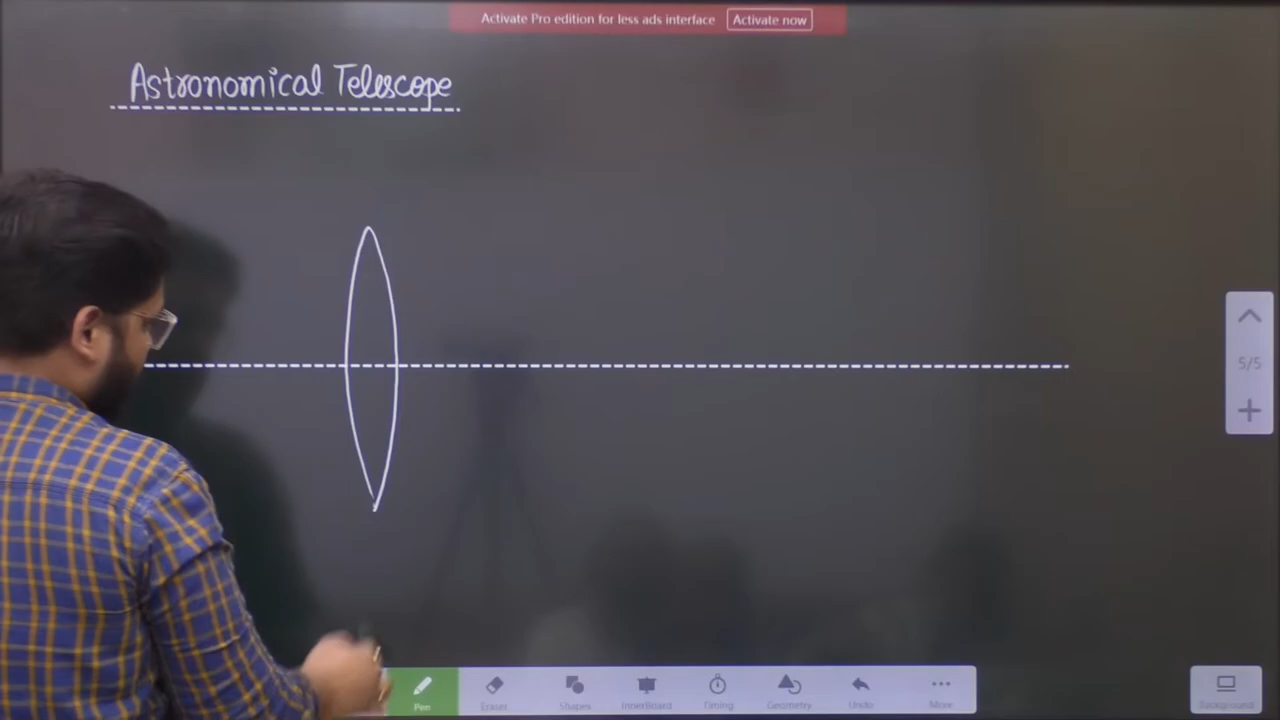 Activate Pro edition for less ads interface Activate now
Astronomical Telescope
5/5
Pen Eraser Shapes InnerBoard Timing Geometry Undo More Background